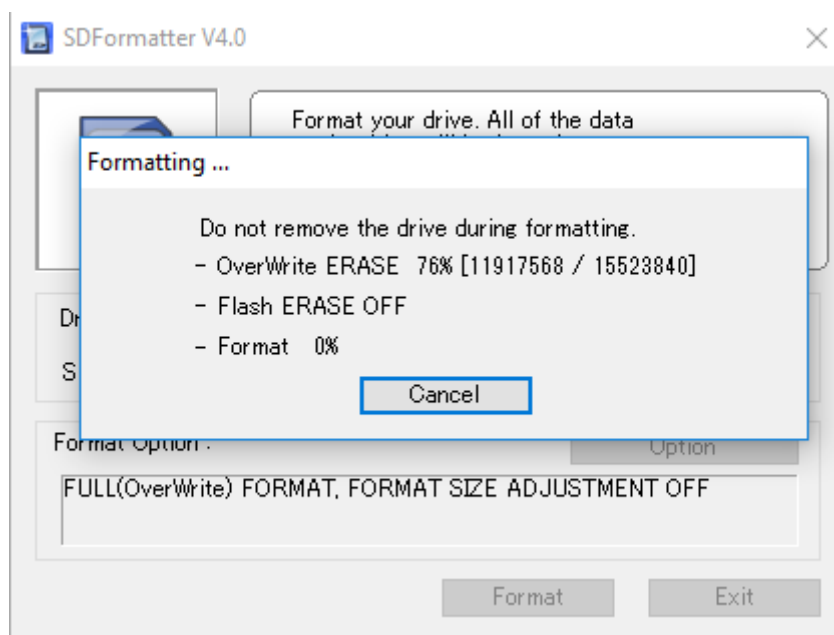 SDFormatter V4.0
Format your drive. All of the data
Formatting ...
Do not remove the drive during formatting.
- OverWrite ERASE 76% [11917568 / 15523840]
- Flash ERASE OFF
- Format 0%
Cancel
Dr
S
Format Option :
Option
FULL(OverWrite) FORMAT, FORMAT SIZE ADJUSTMENT OFF
Format
Exit